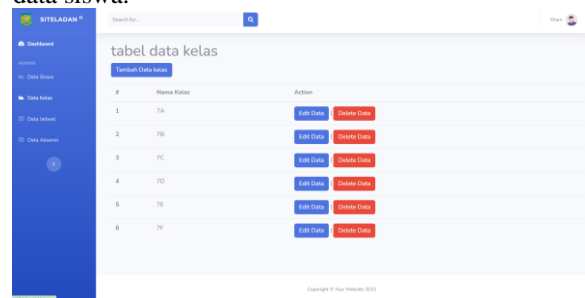 data siswa.
SITELADAN
Search for...
Dashboard
Data Siswa
Data Kelas
Data Jadwal
Data Absensi
tabel data kelas
Tambah Data kelas
# Nama Kelas Action
1 7A Edit Data | Delete Data
2 7B Edit Data | Delete Data
3 7C Edit Data | Delete Data
4 7D Edit Data | Delete Data
5 7E Edit Data | Delete Data
6 7F Edit Data | Delete Data
Copyright © Your Website 2021